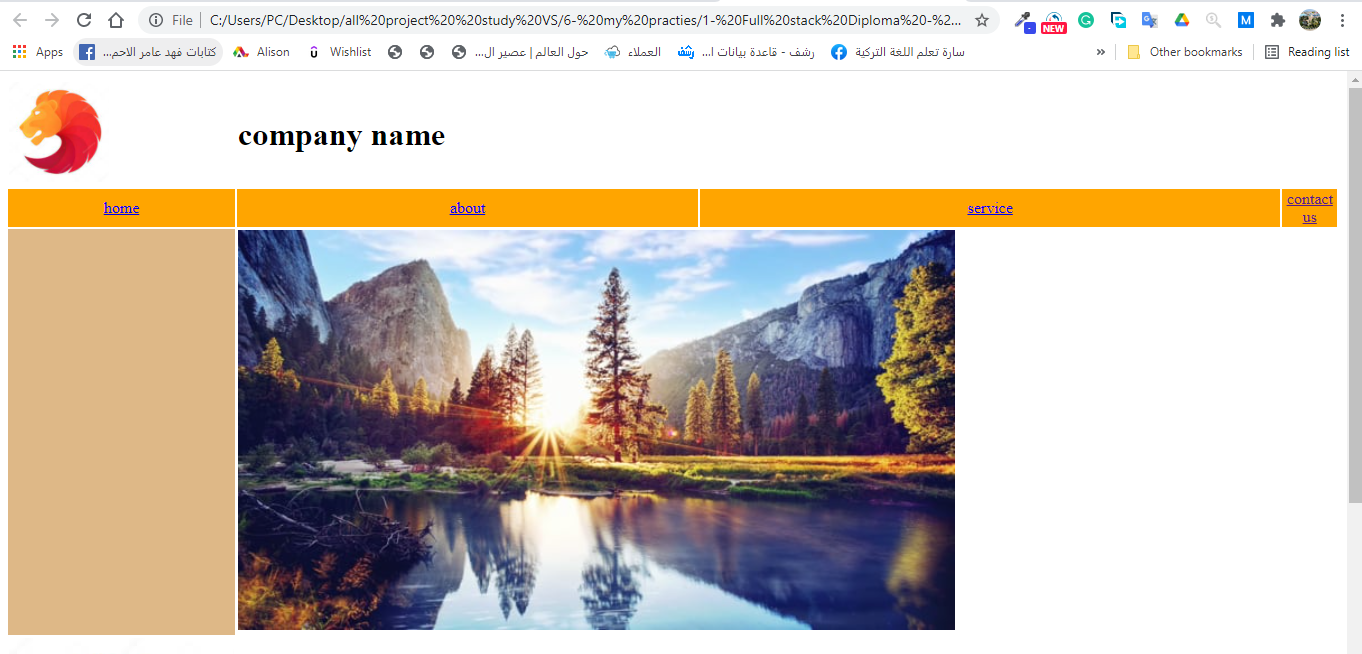 File C:/Users/PC/Desktop/all%20project%20%20study%20VS/6-%20my%20practies/1-%20Full%20stack%20Diploma%20-%2... NEW M
Apps كتابات فهد عامر الاحم... Alison Wishlist حول العالم | عصير ال... العملاء رشف - قاعدة بيانات ا... سارة تعلم اللغة التركية » Other bookmarks Reading list
company name
home about service contact us